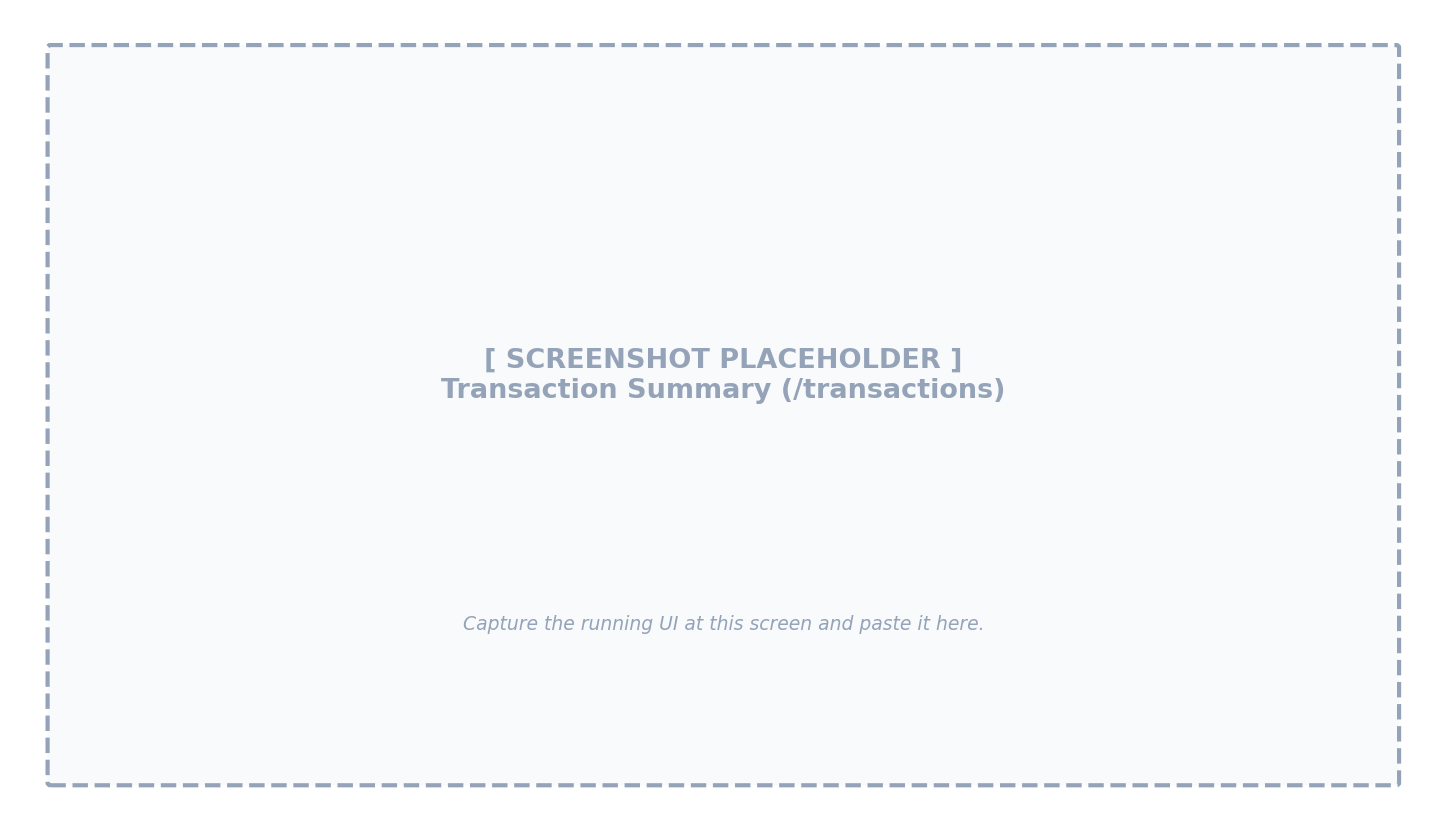 [ SCREENSHOT PLACEHOLDER ]
Transaction Summary (/transactions)
Capture the running UI at this screen and paste it here.